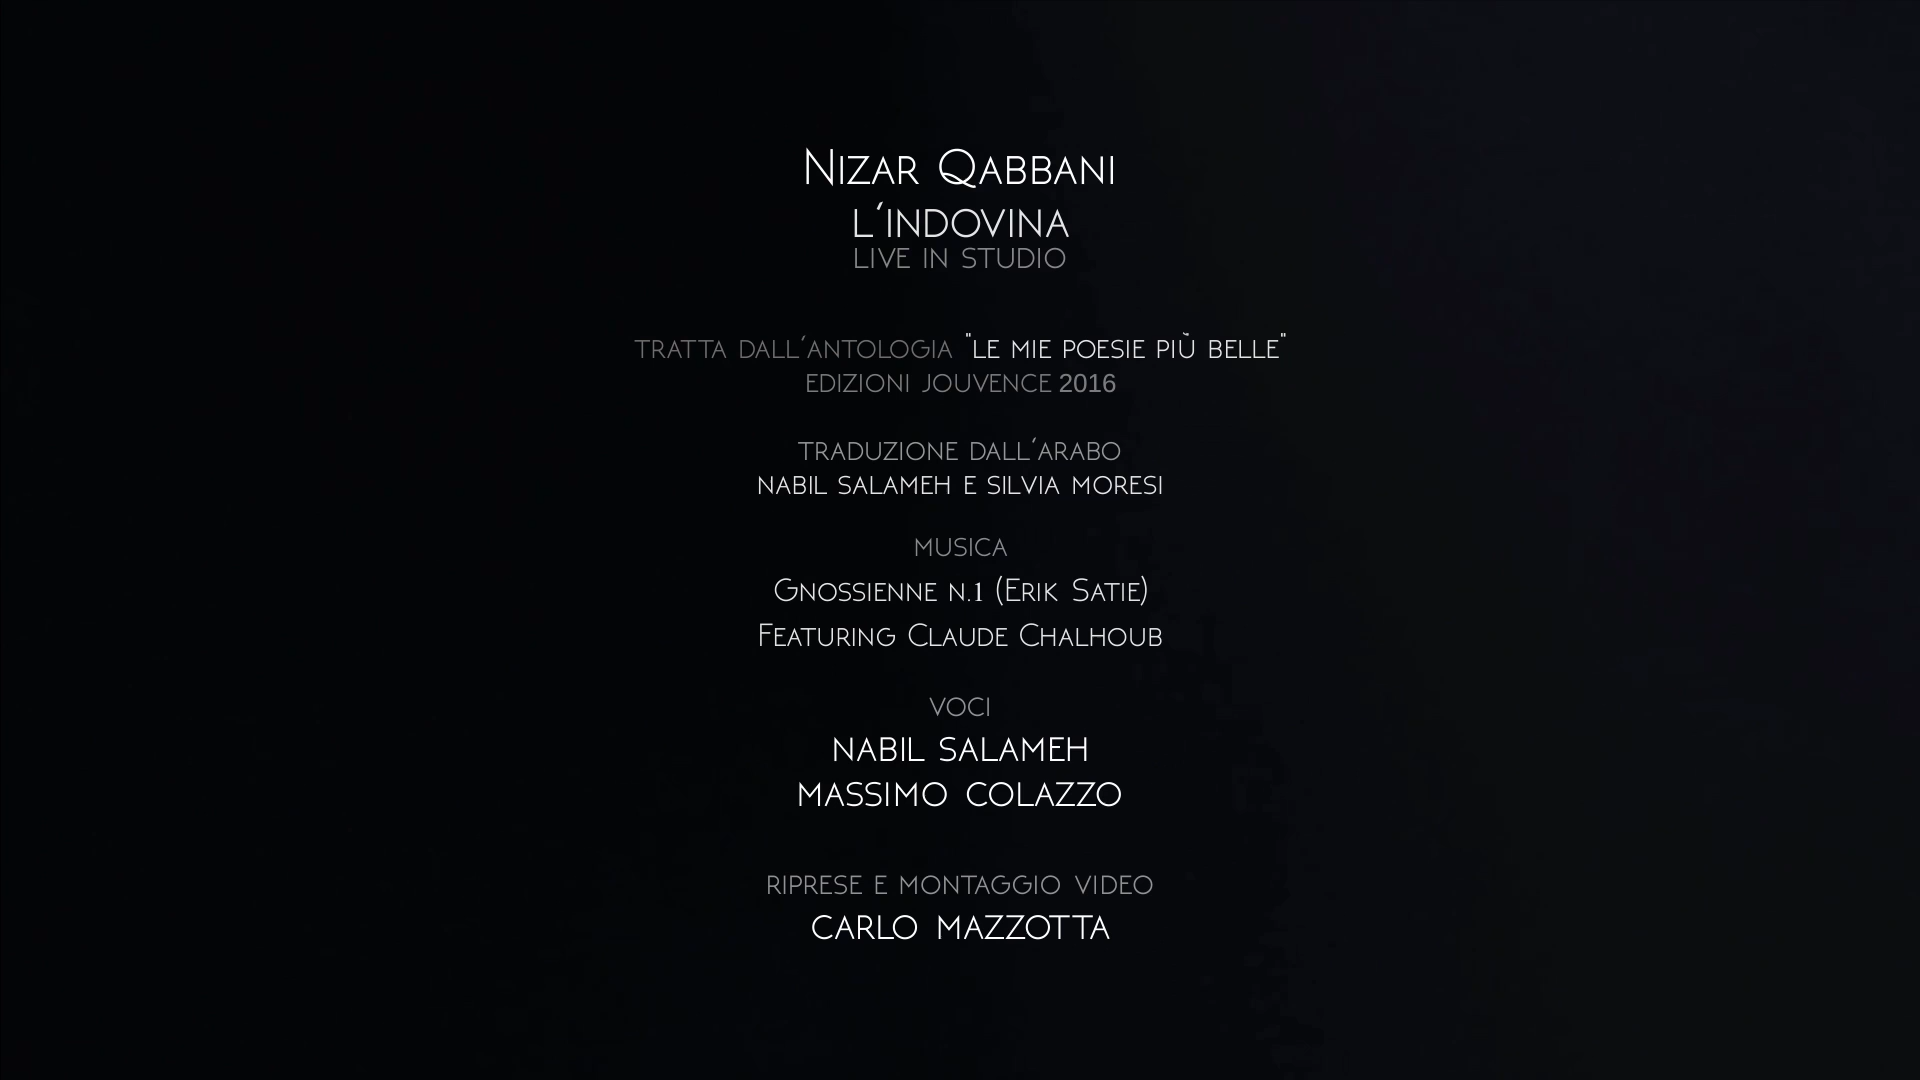 Nizar Qabbani
L'INDOVINA
LIVE IN STUDIO
TRATTA DALL'ANTOLOGIA "LE MIE POESIE PIÙ BELLE"
EDIZIONI JOUVENCE 2016
TRADUZIONE DALL'ARABO
NABIL SALAMEH E SILVIA MORESI
MUSICA
Gnossienne n.1 (Erik Satie)
Featuring Claude Chalhoub
VOCI
NABIL SALAMEH
MASSIMO COLAZZO
RIPRESE E MONTAGGIO VIDEO
CARLO MAZZOTTA